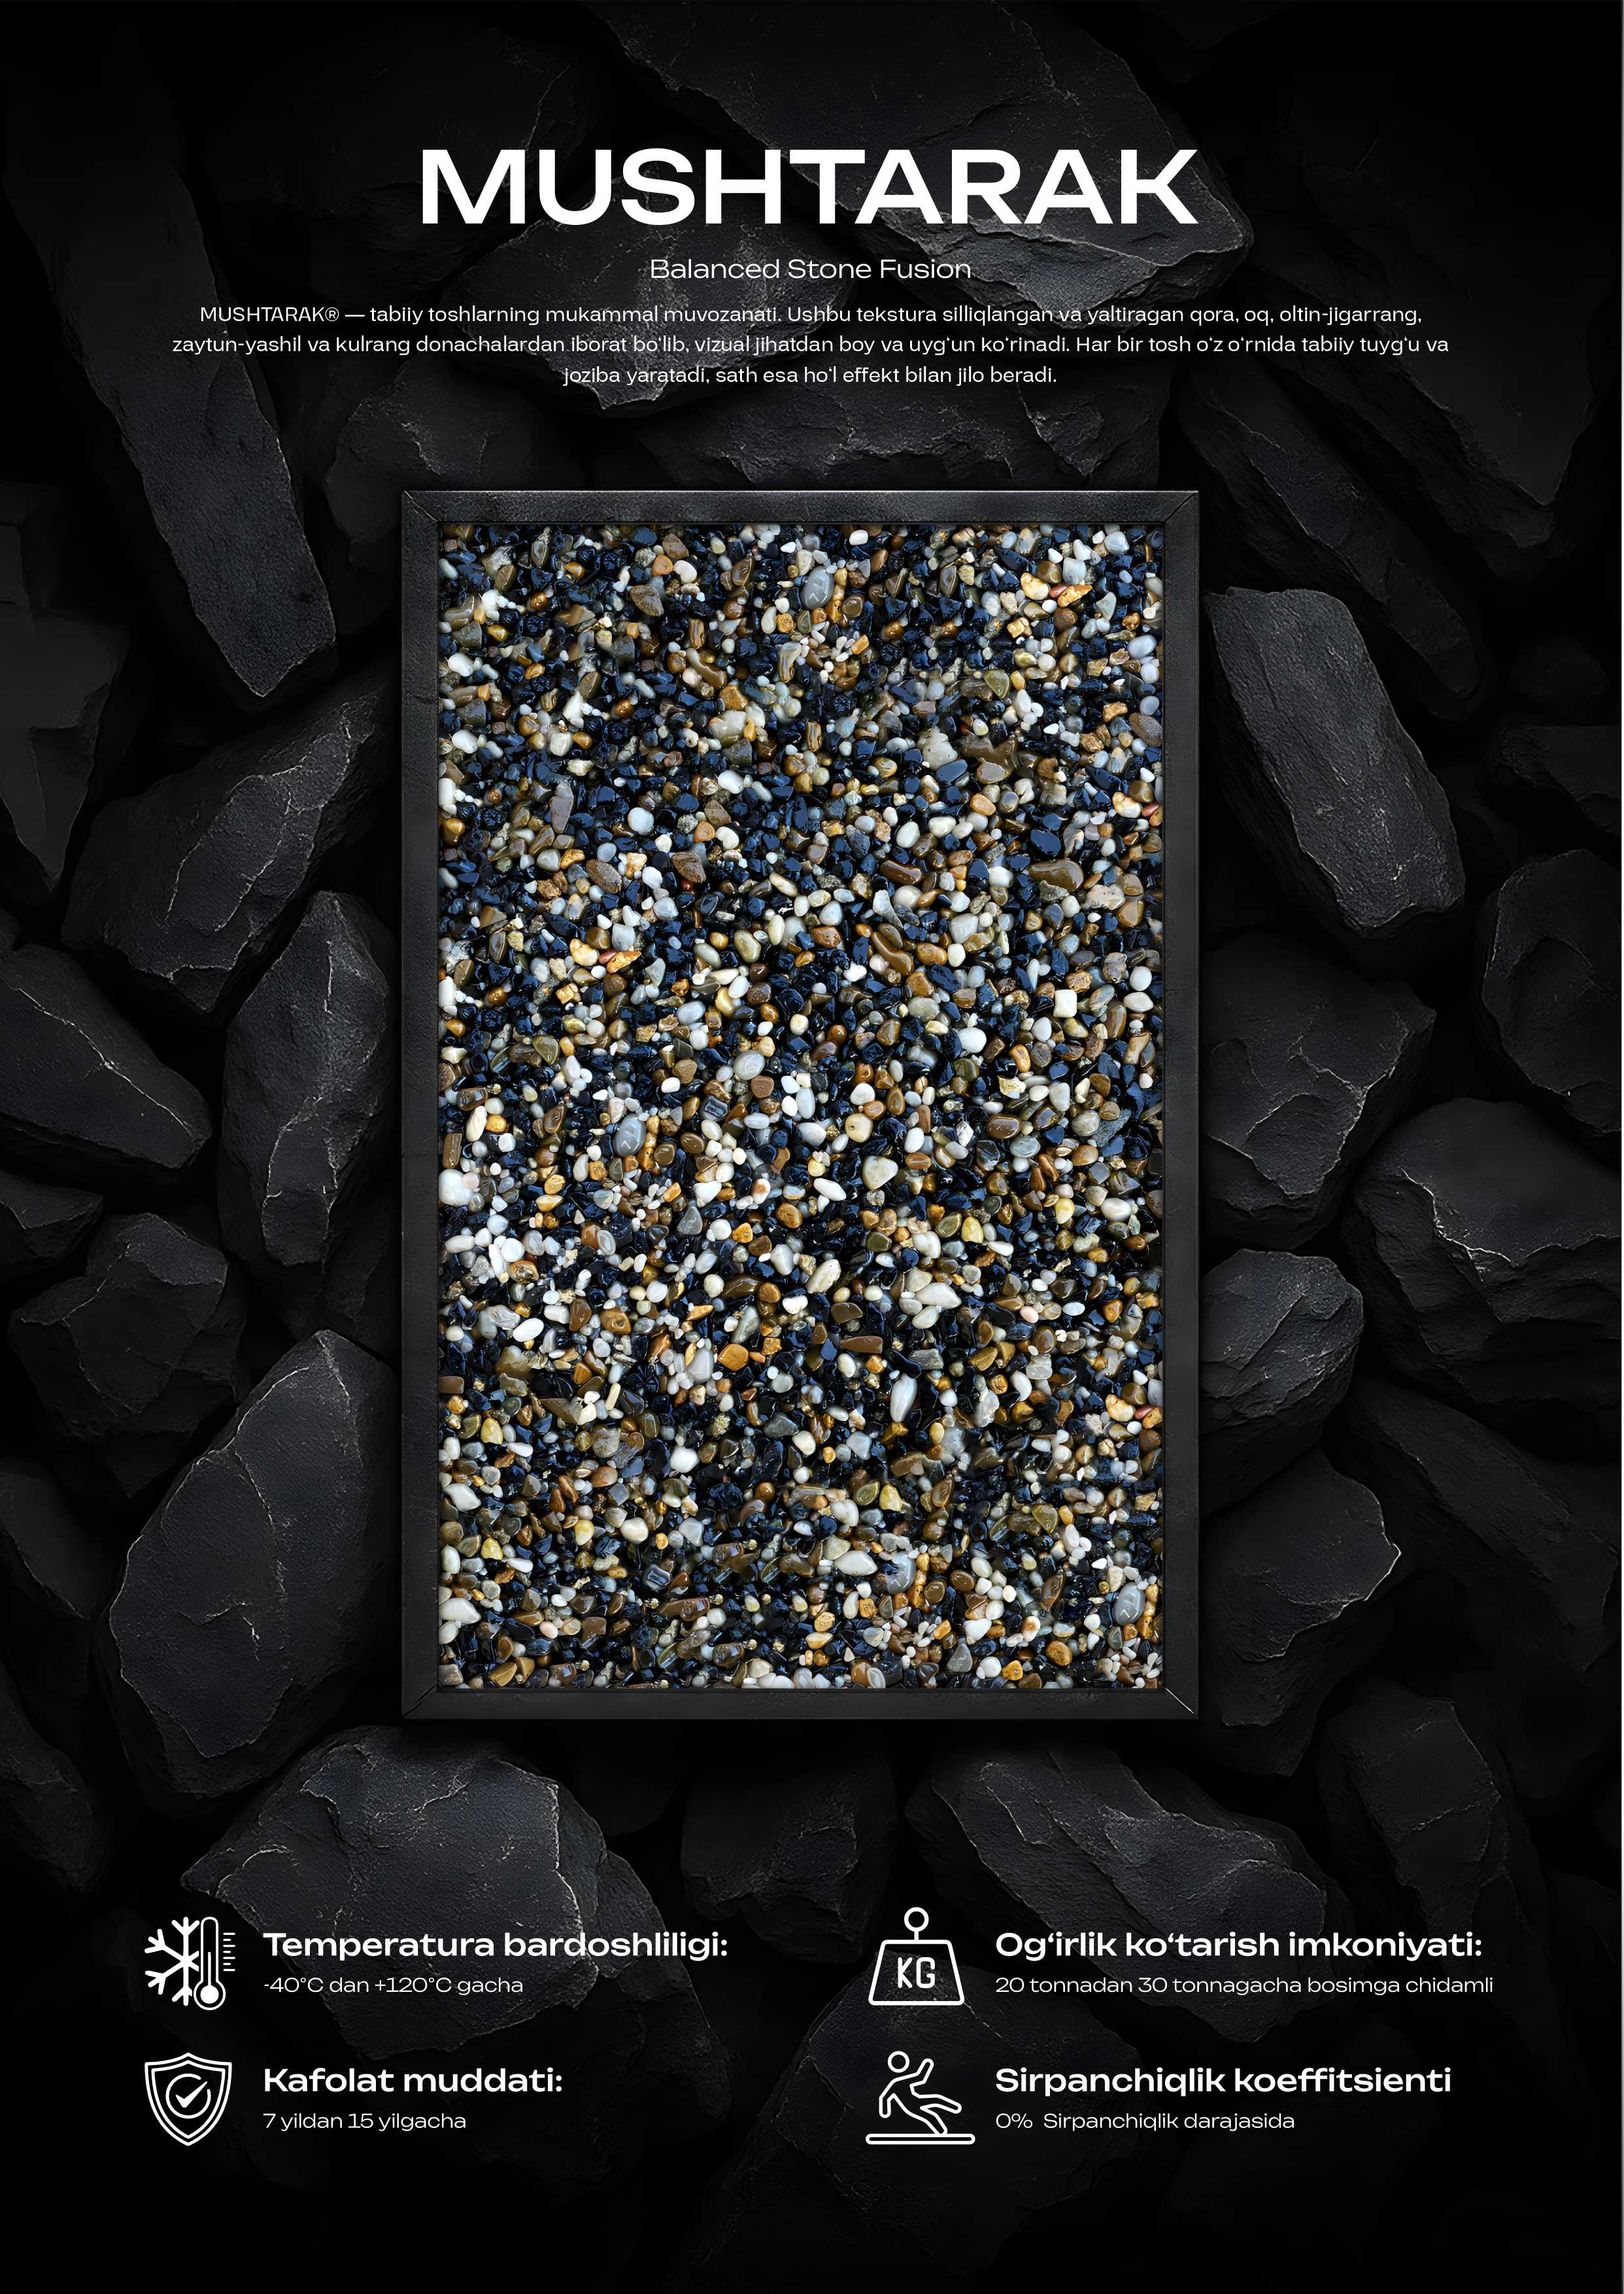 MUSHTARAK
Balanced Stone Fusion
MUSHTARAK® — tabiiy toshlarning mukammal muvozanati. Ushbu tekstura silliqlangan va yaltiragan qora, oq, oltin-jigarrang,
zaytun-yashil va kulrang donachalardan iborat bo‘lib, vizual jihatdan boy va uyg‘un ko‘rinadi. Har bir tosh o‘z o‘rnida tabiiy tuyg‘u va
joziba yaratadi, sath esa ho‘l effekt bilan jilo beradi.
Temperatura bardoshliligi:
-40°C dan +120°C gacha
KG
Og‘irlik ko‘tarish imkoniyati:
20 tonnadan 30 tonnagacha bosimga chidamli
Kafolat muddati:
7 yildan 15 yilgacha
Sirpanchiqlik koeffitsienti
0% Sirpanchiqlik darajasida